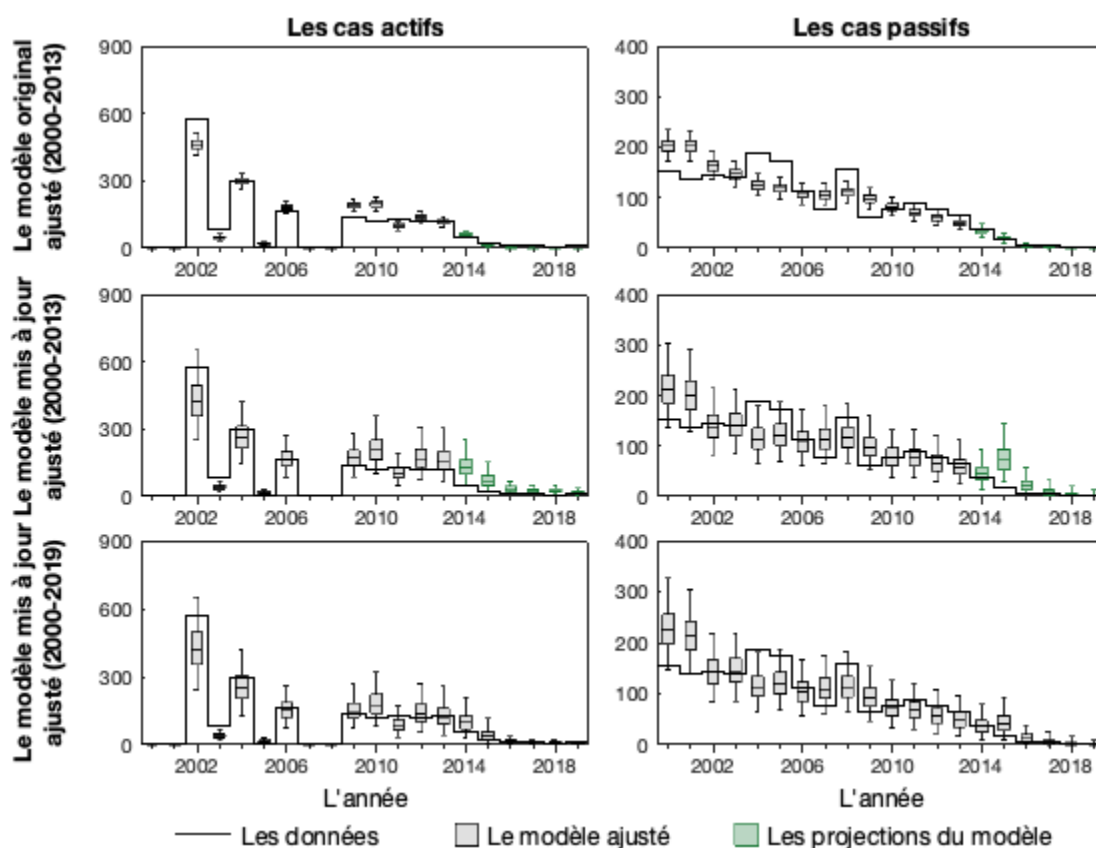 Les cas actifs
Les cas passifs
Le modèle original
ajusté (2000-2013)
900
600
300
0
2002 2006 2010 2014 2018
400
300
200
100
0
2002 2006 2010 2014 2018
Le modèle mis à jour
ajusté (2000-2013)
900
600
300
0
2002 2006 2010 2014 2018
400
300
200
100
0
2002 2006 2010 2014 2018
Le modèle mis à jour
ajusté (2000-2019)
900
600
300
0
2002 2006 2010 2014 2018
400
300
200
100
0
2002 2006 2010 2014 2018
L'année
L'année
Les données
Le modèle ajusté
Les projections du modèle